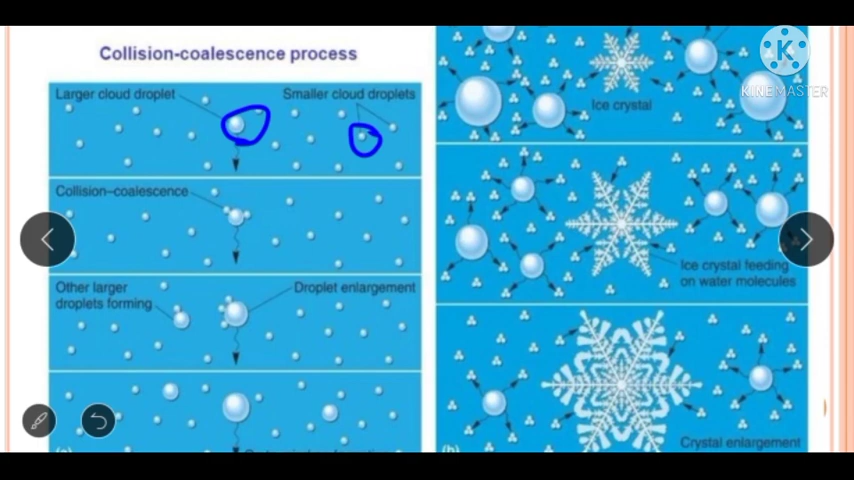 Collision-coalescence process
Larger cloud droplet
Smaller cloud droplets
Collision–coalescence
Other larger
droplets forming
Droplet enlargement
Ice crystal
Ice crystal feeding
on water molecules
Crystal enlargement
K
KINEMASTER